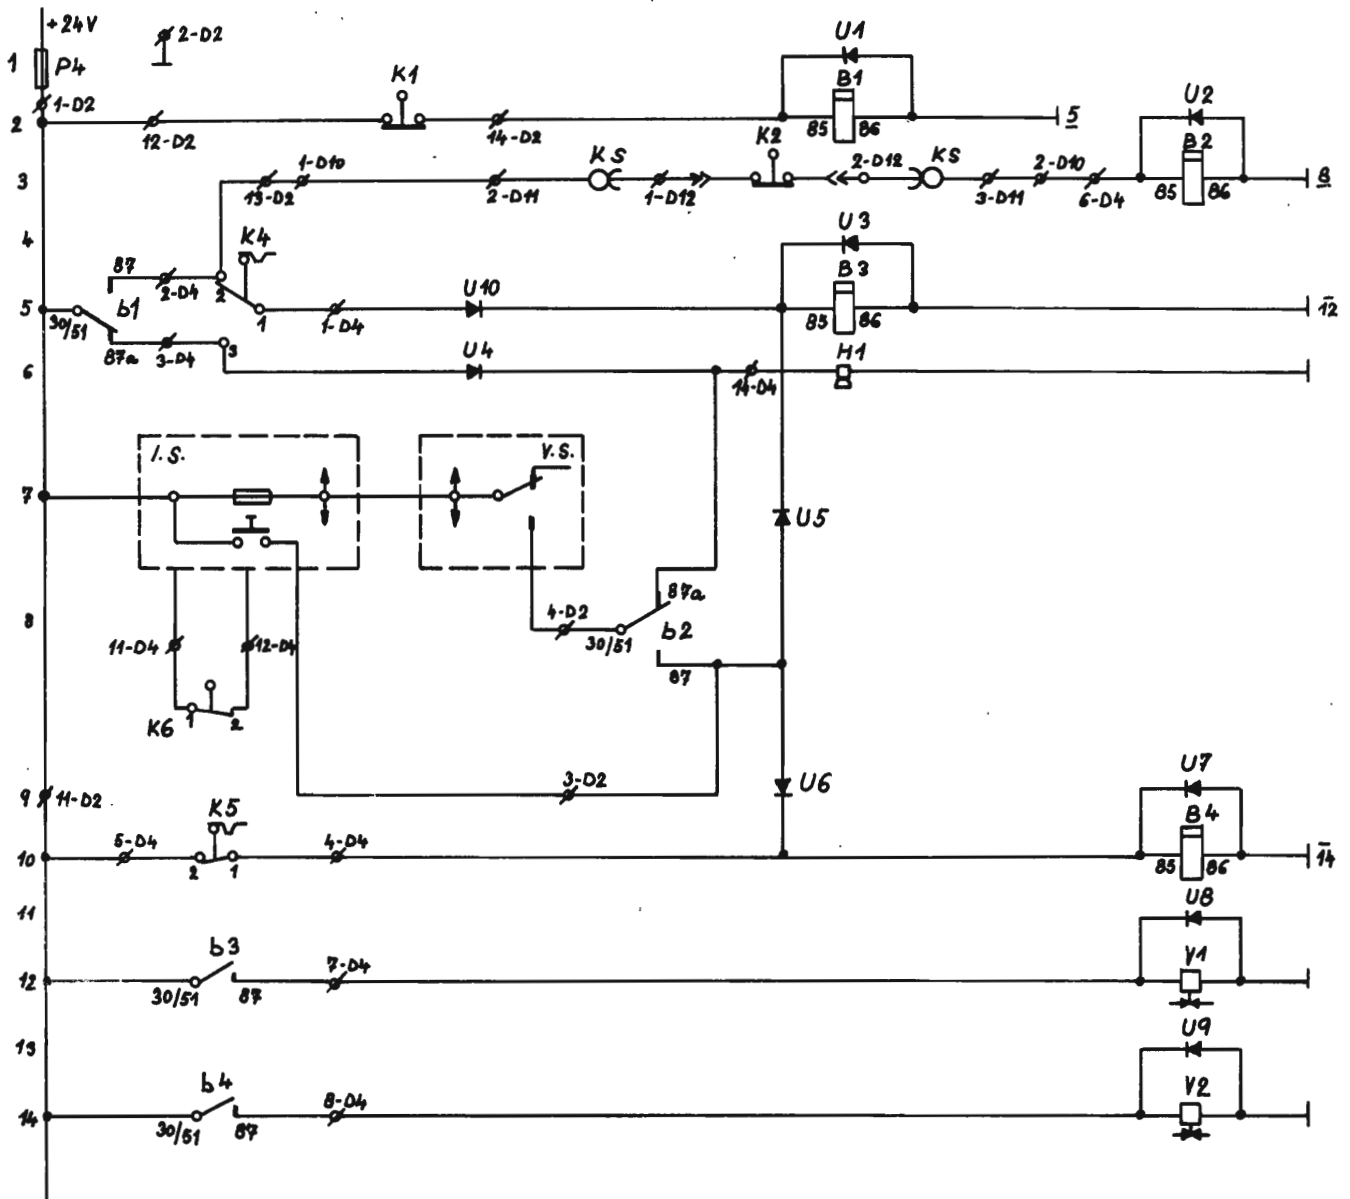 +24V
2-D2
1
P4
1-D2
2
12-D2
K1
14-D2
U1
B1
85
86
5
U2
B2
3
13-D2
1-D10
2-D11
KS
1-D12
K2
2-D12
KS
3-D11
2-D10
6-D4
85
86
8
4
K4
87
2-D4
2
U3
B3
5
30/51
b1
1
1-D4
U10
85
86
12
87a
3-D4
3
6
U4
14-D4
H1
I.S.
V.S.
7
U5
8
11-D4
12-D4
4-D2
30/51
87a
b2
87
K6
1
2
9
11-D2
3-D2
U6
U7
B4
K5
10
5-D4
2
1
4-D4
85
86
14
11
U8
b3
V1
12
30/51
87
7-D4
13
U9
b4
V2
14
30/51
87
8-D4